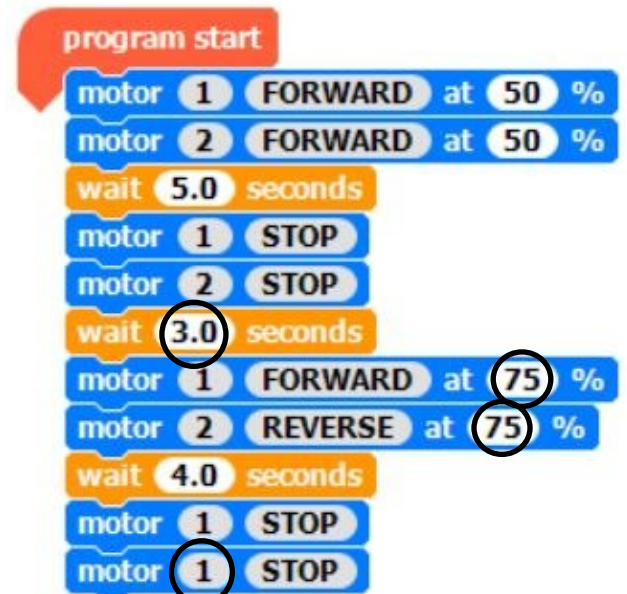 program start
motor 1 FORWARD at 50 %
motor 2 FORWARD at 50 %
wait 5.0 seconds
motor 1 STOP
motor 2 STOP
wait 3.0 seconds
motor 1 FORWARD at 75 %
motor 2 REVERSE at 75 %
wait 4.0 seconds
motor 1 STOP
motor 1 STOP